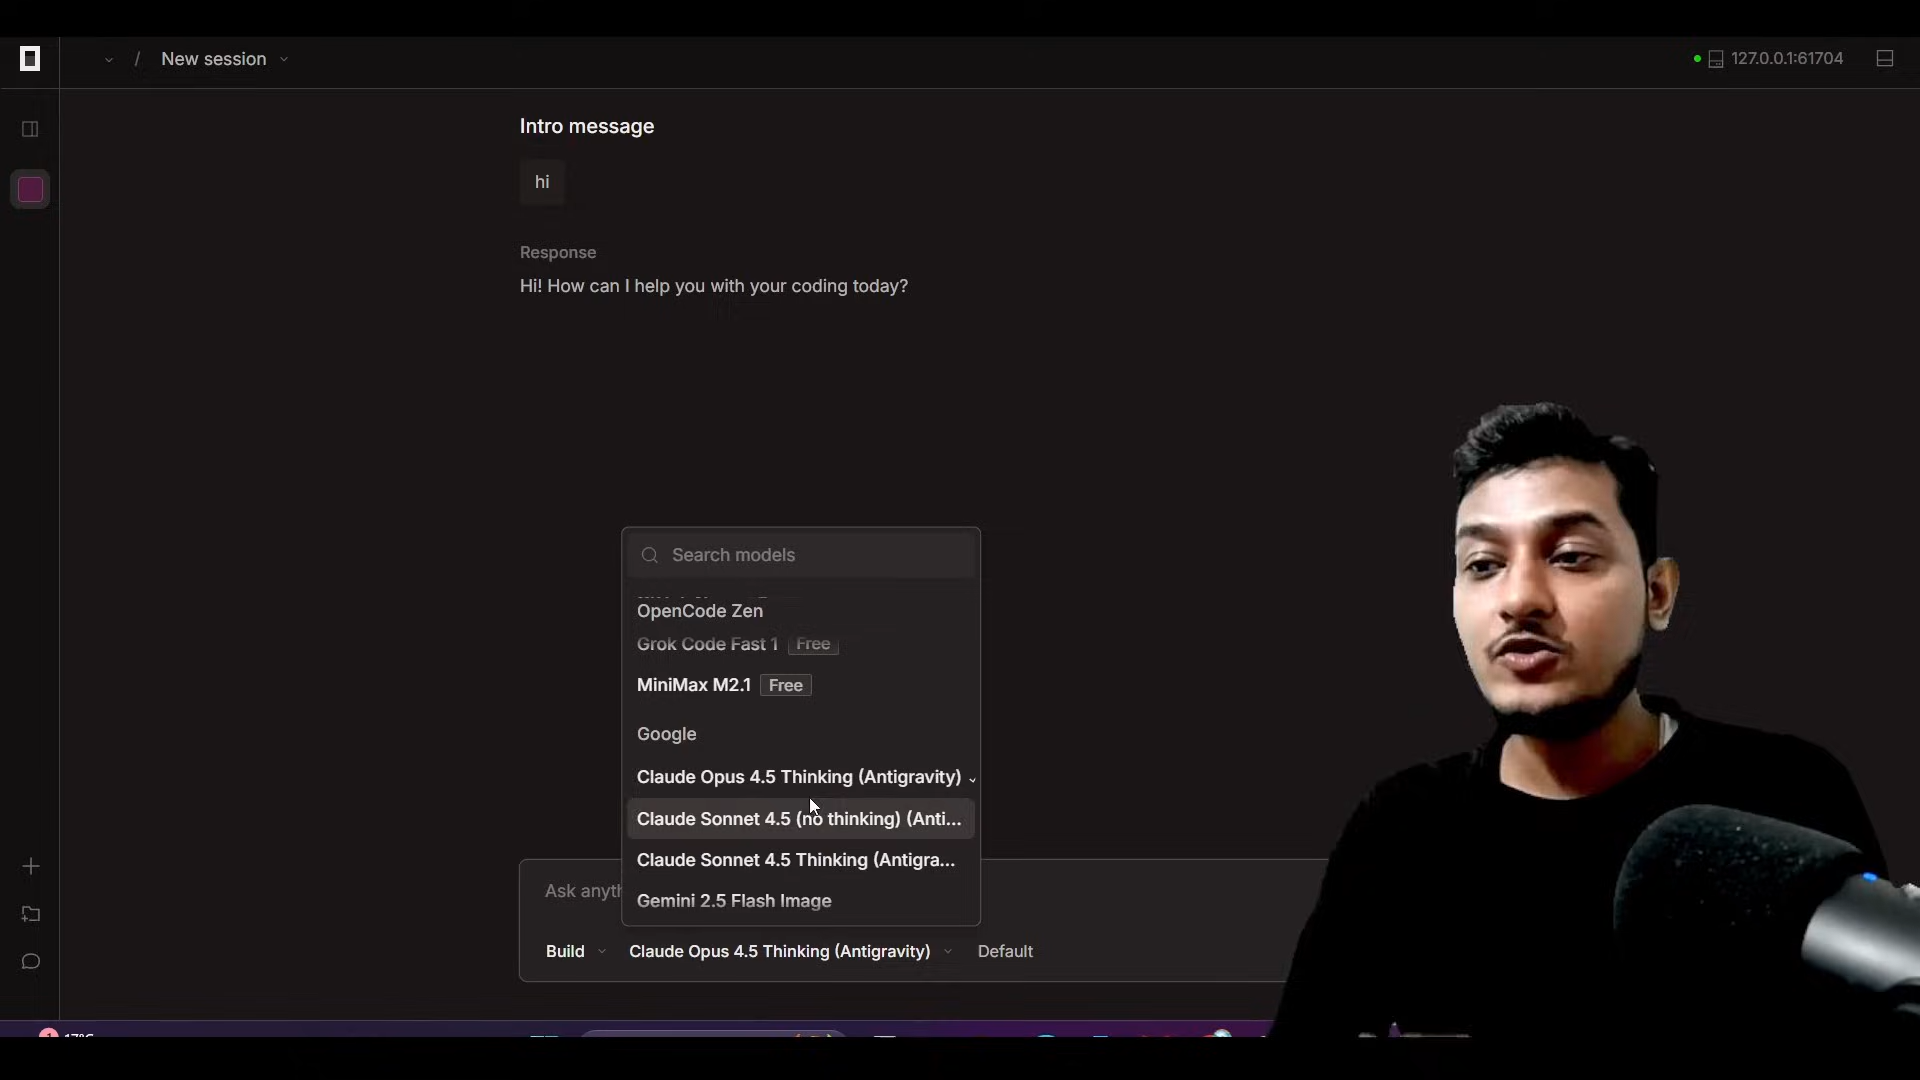 / New session
127.0.0.1:61704
Intro message
hi
Response
Hi! How can I help you with your coding today?
Search models
OpenCode Zen
Grok Code Fast 1 Free
MiniMax M2.1 Free
Google
Claude Opus 4.5 Thinking (Antigravity)
Claude Sonnet 4.5 (no thinking) (Anti...
Claude Sonnet 4.5 Thinking (Antigra...
Gemini 2.5 Flash Image
Ask anyth
Build Claude Opus 4.5 Thinking (Antigravity) Default